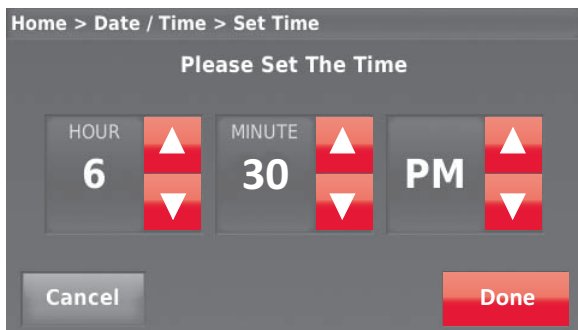 Home > Date / Time > Set Time
Please Set The Time
HOUR MINUTE
6 30 PM
Cancel Done